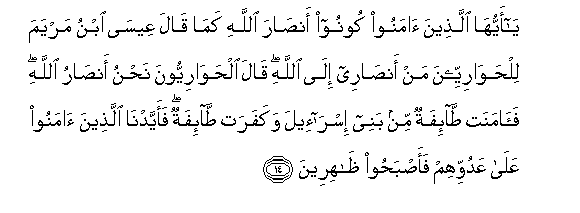 يَـٰٓأَيُّهَا ٱلَّذِينَ ءَامَنُوا۟ كُونُوٓا۟ أَنصَارَ ٱللَّهِ كَمَا قَالَ عِيسَى ٱبْنُ مَرْيَمَ
لِلْحَوَارِيِّـۧنَ مَنْ أَنصَارِىٓ إِلَى ٱللَّهِ ۖ قَالَ ٱلْحَوَارِيُّونَ نَحْنُ أَنصَارُ ٱللَّهِ ۖ
فَـَٔامَنَت طَّآئِفَةٌ مِّنۢ بَنِىٓ إِسْرَٰٓءِيلَ وَكَفَرَت طَّآئِفَةٌ ۖ فَأَيَّدْنَا ٱلَّذِينَ ءَامَنُوا۟
عَلَىٰ عَدُوِّهِمْ فَأَصْبَحُوا۟ ظَـٰهِرِينَ ١٤